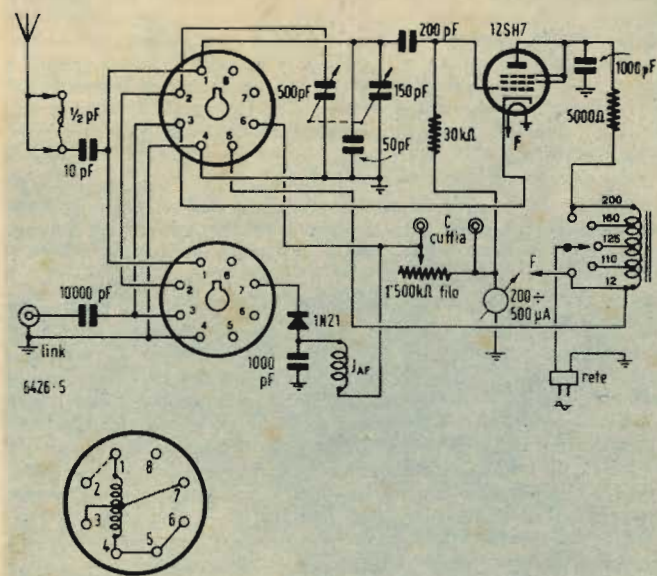 200 pF
12SH7
1000 pF
½ pF
10 pF
500pF
150pF
50pF
30kΩ
F
5000Ω
1 8 2 7 3 6 4 5
C
cuffia
1÷500kΩ filo
200÷
500 µA
200
160
125
110
12
F
10000 pF
link
1 8 2 7 3 6 4 5
1N21
1000
pF
JAF
rete
6426-5
1 8 2 7 3 6 4 5